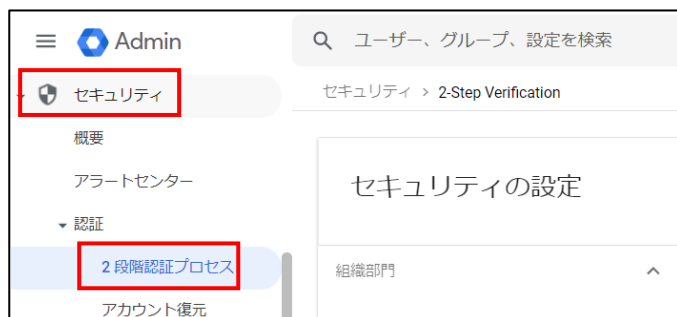 Admin
ユーザー、グループ、設定を検索
セキュリティ
セキュリティ > 2-Step Verification
概要
アラートセンター
セキュリティの設定
認証
2 段階認証プロセス
組織部門
アカウント復元